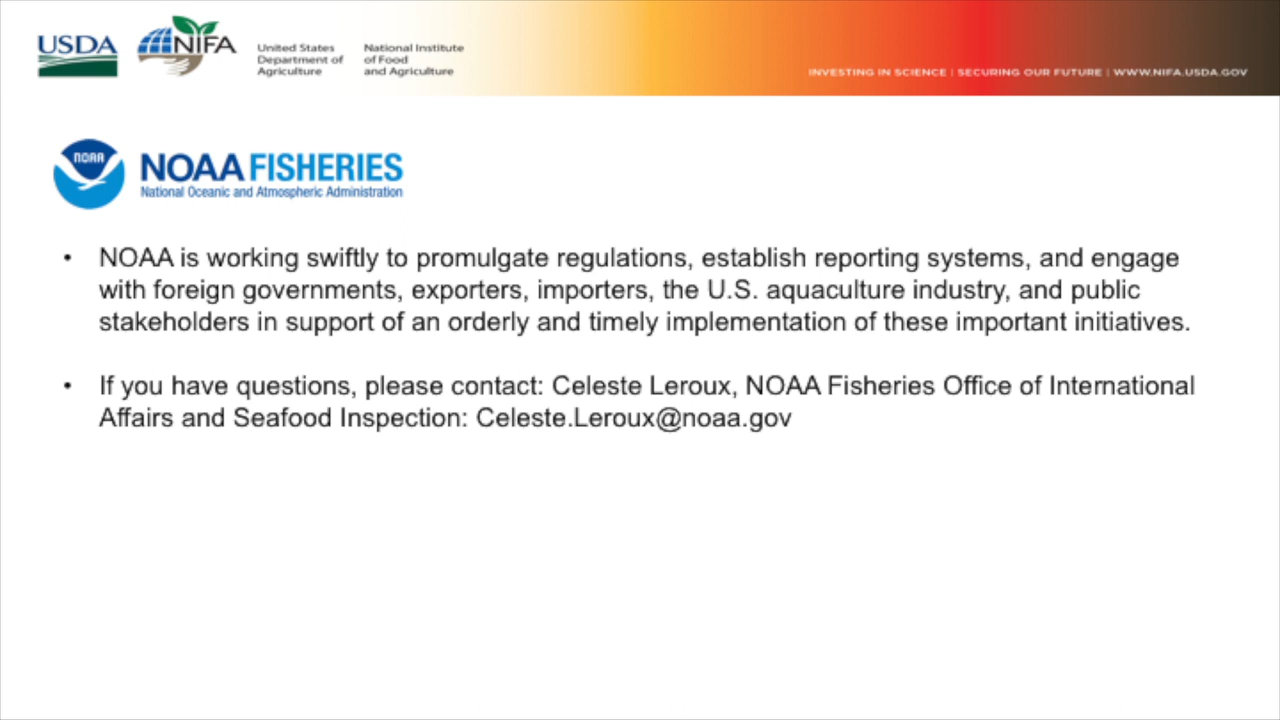 USDA
NIFA
United States
Department of
Agriculture
National Institute
of Food
and Agriculture
INVESTING IN SCIENCE | SECURING OUR FUTURE | WWW.NIFA.USDA.GOV
NOAA
NOAA FISHERIES
National Oceanic and Atmospheric Administration
• NOAA is working swiftly to promulgate regulations, establish reporting systems, and engage
with foreign governments, exporters, importers, the U.S. aquaculture industry, and public
stakeholders in support of an orderly and timely implementation of these important initiatives.
• If you have questions, please contact: Celeste Leroux, NOAA Fisheries Office of International
Affairs and Seafood Inspection: Celeste.Leroux@noaa.gov